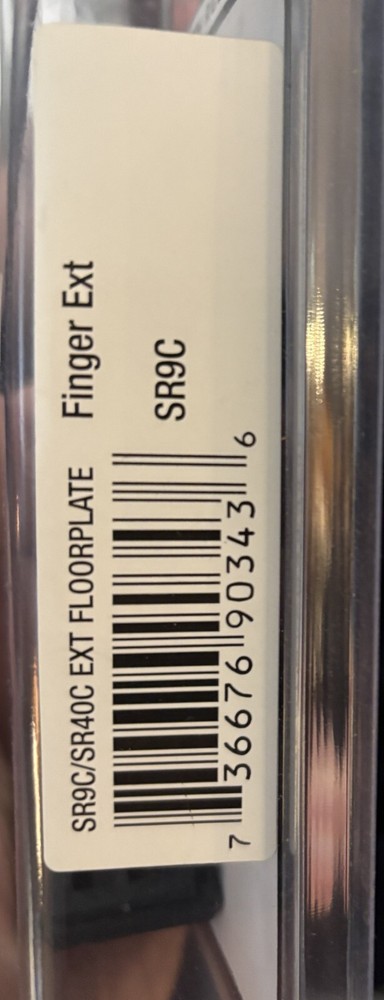 SR9C/SR40C EXT FLOORPLATE Finger Ext
SR9C
7 36676 90343 6